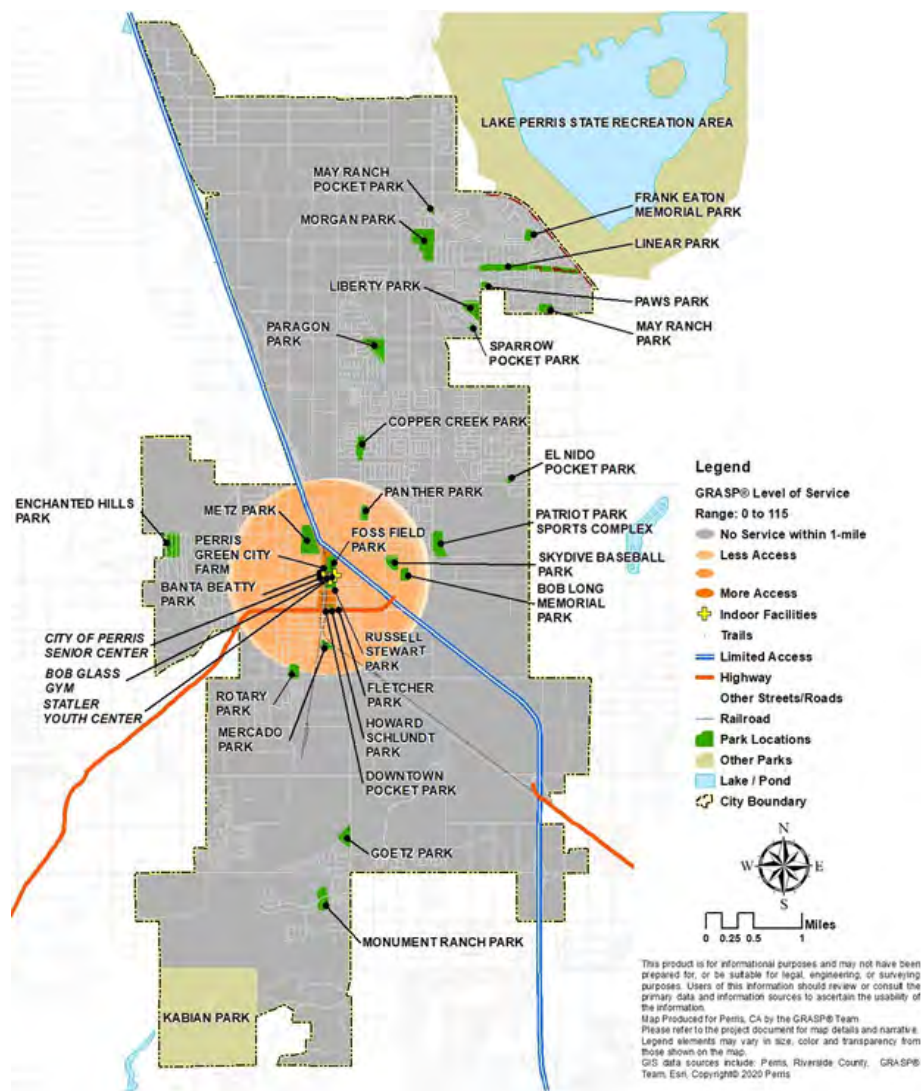 LAKE PERRIS STATE RECREATION AREA
MAY RANCH
POCKET PARK
MORGAN PARK
FRANK EATON
MEMORIAL PARK
LINEAR PARK
LIBERTY PARK
PAWS PARK
MAY RANCH
PARK
PARAGON
PARK
SPARROW
POCKET PARK
COPPER CREEK PARK
EL NIDO
POCKET PARK
ENCHANTED HILLS
PARK
METZ PARK
PANTHER PARK
PATRIOT PARK
SPORTS COMPLEX
FOSS FIELD
PARK
PERRIS
GREEN CITY
FARM
SKYDIVE BASEBALL
PARK
BANTA BEATTY
PARK
BOB LONG
MEMORIAL PARK
CITY OF PERRIS
SENIOR CENTER
BOB GLASS
GYM
STATLER
YOUTH CENTER
RUSSELL
STEWART
PARK
ROTARY
PARK
FLETCHER
PARK
MERCADO
PARK
HOWARD
SCHLUNDT
PARK
DOWNTOWN
POCKET PARK
GOETZ PARK
MONUMENT RANCH PARK
KABIAN PARK
Legend
GRASP® Level of Service
Range: 0 to 115
No Service within 1-mile
Less Access
More Access
Indoor Facilities
Trails
Limited Access
Highway
Other Streets/Roads
Railroad
Park Locations
Other Parks
Lake / Pond
City Boundary
N
W E
S
Miles
0 0.25 0.5 1
This product is for informational purposes and may not have been
prepared for, or be suitable for legal, engineering, or surveying
purposes. Users of this information should review or consult the
primary data and information sources to ascertain the usability of
the information.
Map Produced for Perris, CA by the GRASP® Team
Please refer to the project document for map details and narrative.
Legend elements may vary in size, color and transparency from
those shown on the map.
GIS data sources include: Perris, Riverside County, GRASP®
Team, Esri, Copyright© 2020 Perris